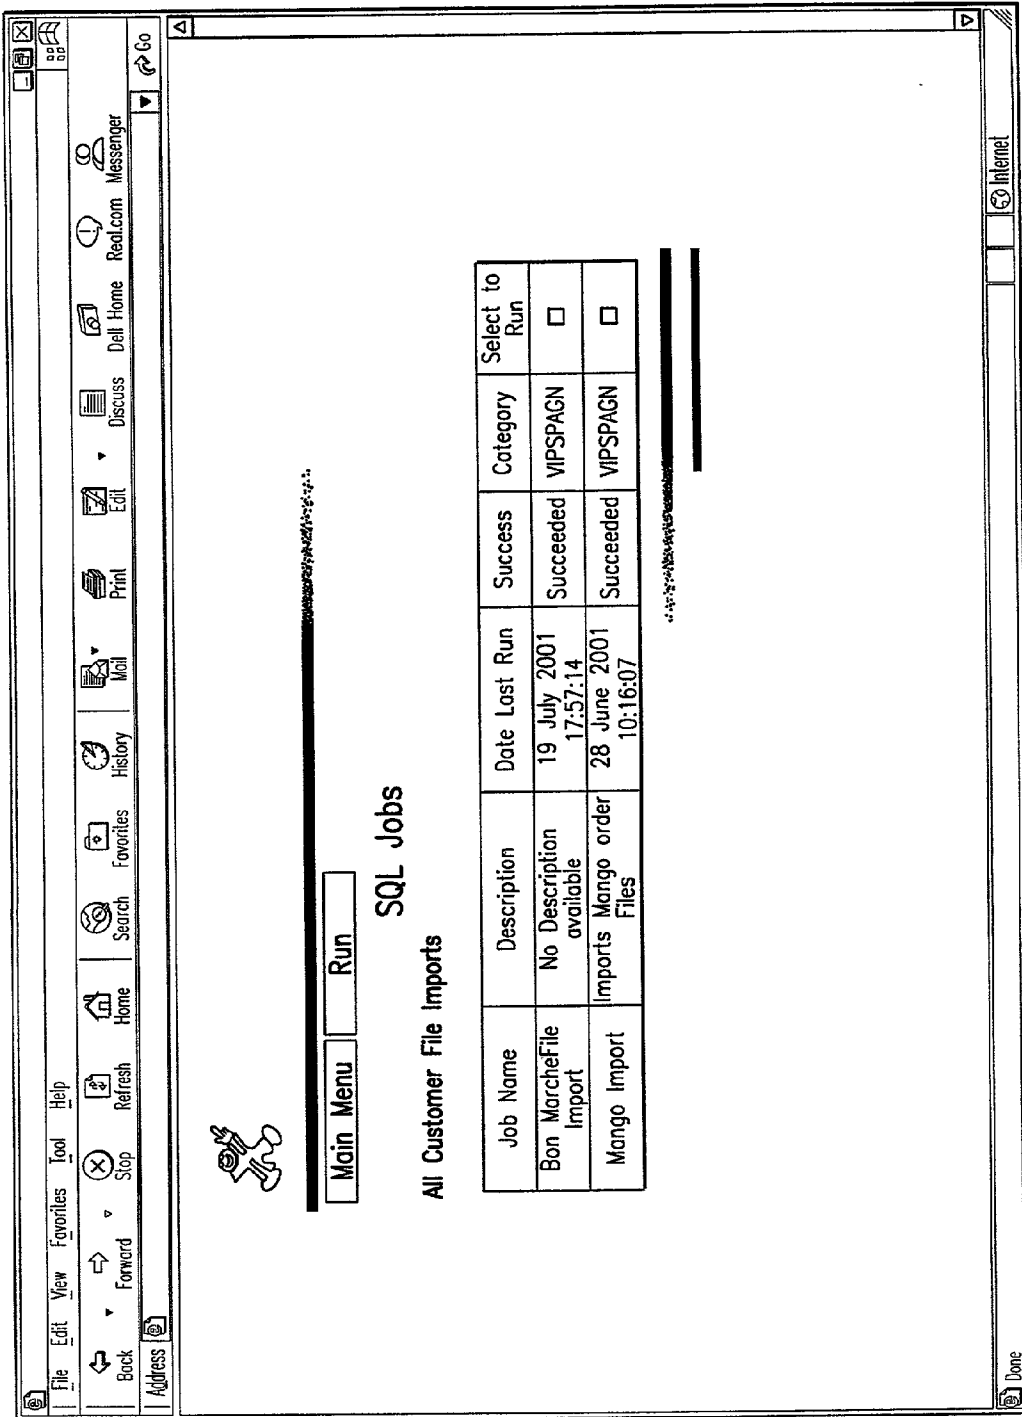 File Edit View Favorites Tool Help
Back Forward Stop Refresh Home Search Favorites History Mail Print Edit Discuss Dell Home Real.com Messenger
Address Go
Main Menu Run
SQL Jobs
All Customer File Imports
Job Name Description Date Last Run Success Category Select to Run
Bon MarcheFile Import No Description available 19 July 2001 17:57:14 Succeeded VIPSPAGN
Mango Import Imports Mango order Files 28 June 2001 10:16:07 Succeeded VIPSPAGN
Done Internet